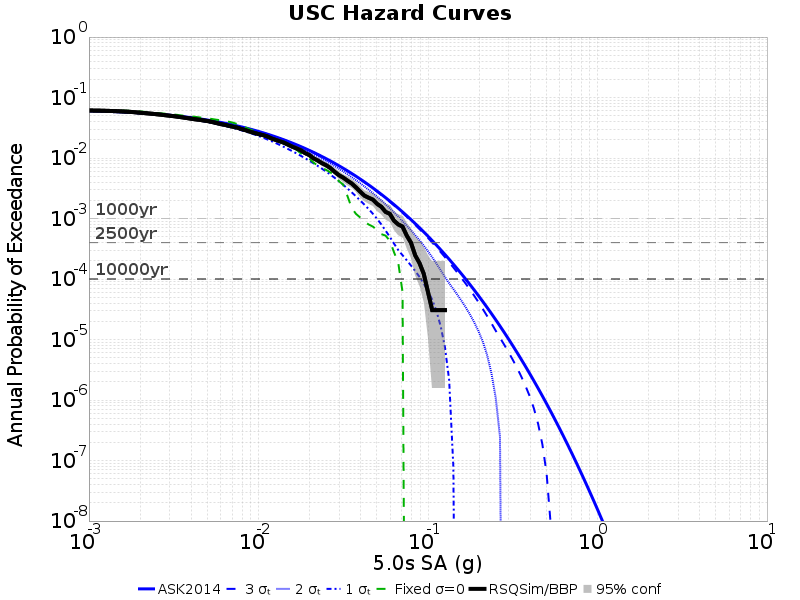 USC Hazard Curves
Annual Probability of Exceedance
10^0
10^-1
10^-2
10^-3
10^-4
10^-5
10^-6
10^-7
10^-8
1000yr
2500yr
10000yr
10^-3 10^-2 10^-1 10^0 10^1
5.0s SA (g)
ASK2014 3 σₜ 2 σₜ 1 σₜ Fixed σ=0 RSQSim/BBP 95% conf